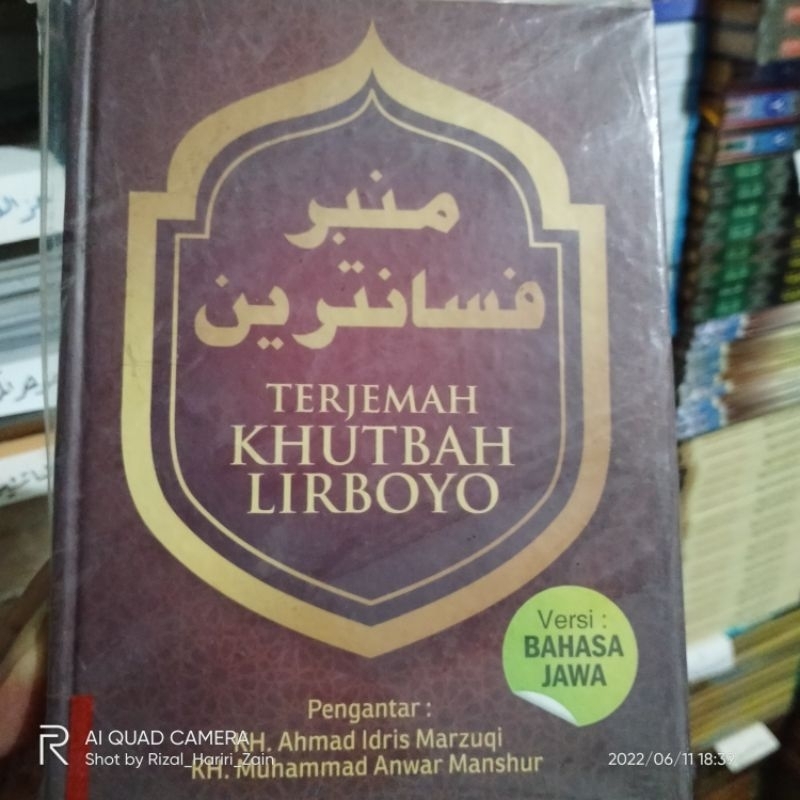 منبر
فسانترين
TERJEMAH
KHUTBAH
LIRBOYO
Versi :
BAHASA
JAWA
Pengantar :
KH. Ahmad Idris Marzuqi
KH. Muhammad Anwar Manshur
AI QUAD CAMERA
Shot by Rizal_Hariri_Zain
2022/06/11 18:39